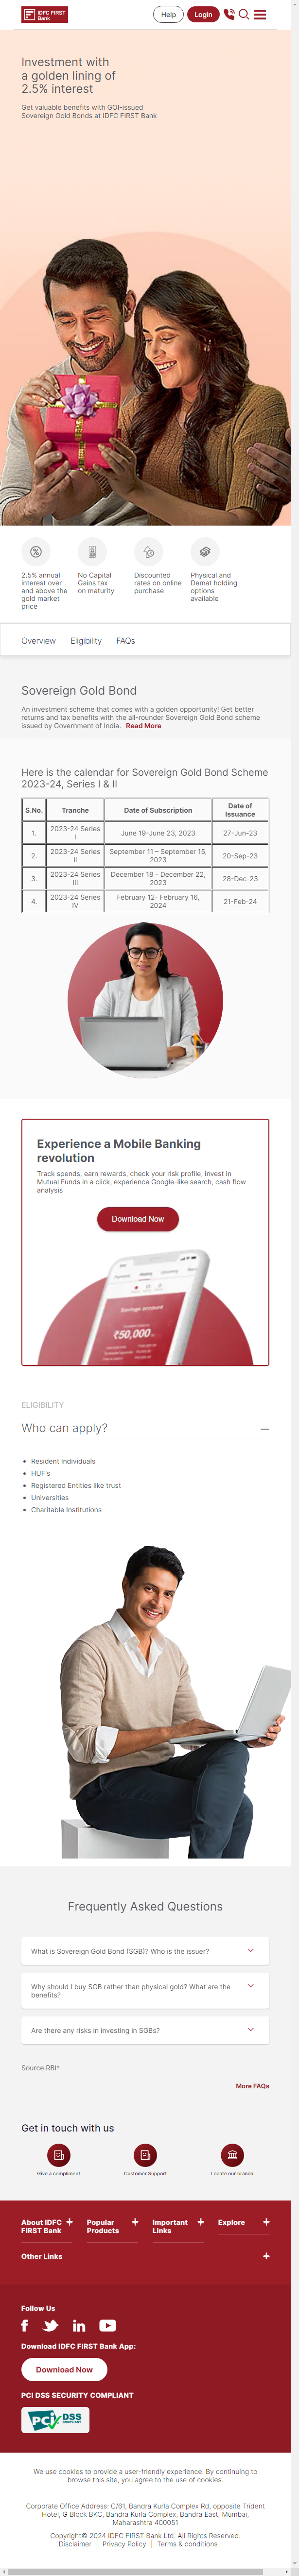 IDFC FIRST
Bank
Help
Login
Investment with
a golden lining of
2.5% interest
Get valuable benefits with GOI-issued
Sovereign Gold Bonds at IDFC FIRST Bank
2.5% annual
interest over
and above the
gold market
price
No Capital
Gains tax
on maturity
Discounted
rates on online
purchase
Physical and
Demat holding
options
available
Overview Eligibility FAQs
Sovereign Gold Bond
An investment scheme that comes with a golden opportunity! Get better
returns and tax benefits with the all-rounder Sovereign Gold Bond scheme
issued by Government of India. Read More
Here is the calendar for Sovereign Gold Bond Scheme
2023-24, Series I & II
S.No. Tranche Date of Subscription Date of
Issuance
1. 2023-24 Series
I June 19-June 23, 2023 27-Jun-23
2. 2023-24 Series
II September 11 – September 15,
2023 20-Sep-23
3. 2023-24 Series
III December 18 - December 22,
2023 28-Dec-23
4. 2023-24 Series
IV February 12- February 16,
2024 21-Feb-24
Experience a Mobile Banking
revolution
Track spends, earn rewards, check your risk profile, invest in
Mutual Funds in a click, experience Google-like search, cash flow
analysis
Download Now
Savings account
₹50,000
ELIGIBILITY
Who can apply?
Resident Individuals
HUF's
Registered Entities like trust
Universities
Charitable Institutions
Frequently Asked Questions
What is Sovereign Gold Bond (SGB)? Who is the issuer?
Why should I buy SGB rather than physical gold? What are the
benefits?
Are there any risks in investing in SGBs?
Source RBI*
More FAQs
Get in touch with us
Give a compliment
Customer Support
Locate our branch
About IDFC
FIRST Bank
Popular
Products
Important
Links
Explore
Other Links
Follow Us
Download IDFC FIRST Bank App:
Download Now
PCI DSS SECURITY COMPLIANT
PCI DSS
COMPLIANT
We use cookies to provide a user-friendly experience. By continuing to
browse this site, you agree to the use of cookies.
Corporate Office Address: C/61, Bandra Kurla Complex Rd, opposite Trident
Hotel, G Block BKC, Bandra Kurla Complex, Bandra East, Mumbai,
Maharashtra 400051
Copyright© 2024 IDFC FIRST Bank Ltd. All Rights Reserved.
Disclaimer | Privacy Policy | Terms & conditions